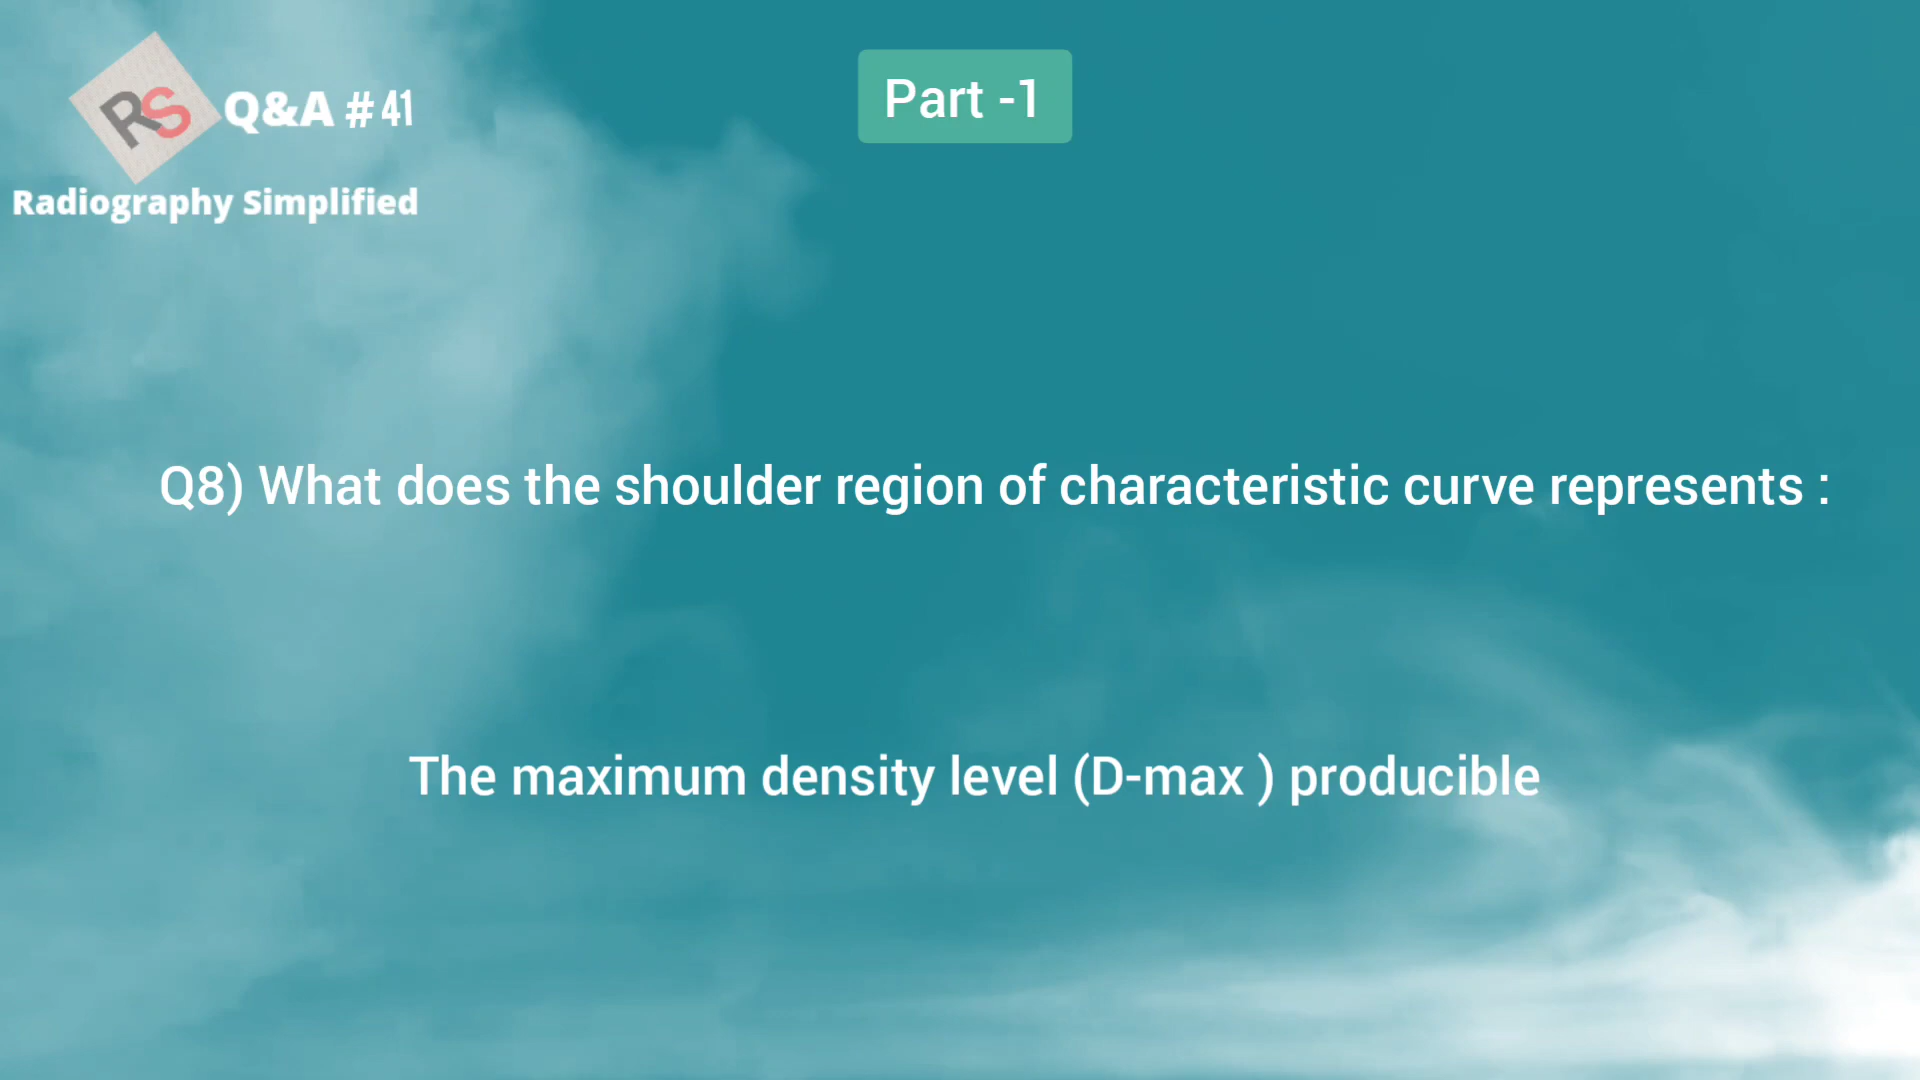 RS Q&A # 41
Radiography Simplified
Part -1
Q8) What does the shoulder region of characteristic curve represents :
The maximum density level (D-max ) producible